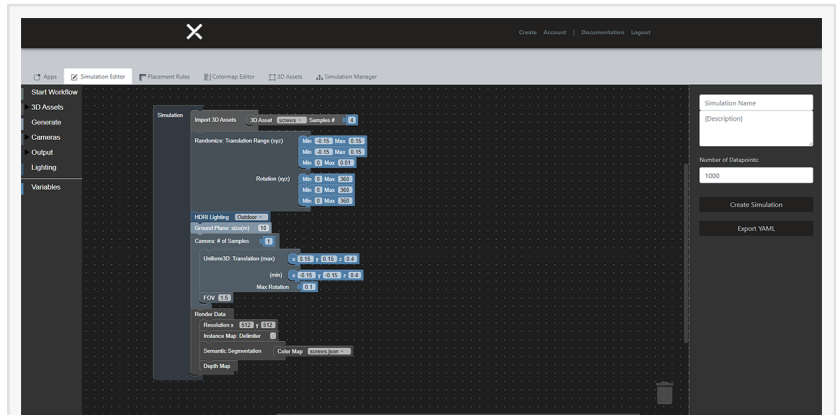 Create Account | Documentation Logout
Apps Simulation Editor Placement Rules Colormap Editor 3D Assets Simulation Manager
Start Workflow
3D Assets
Generate
Cameras
Output
Lighting
Variables
Simulation
Import 3D Assets 3D Asset screws Samples # 4
Randomize: Translation Range (xyz) Min -0.15 Max 0.15
Min -0.15 Max 0.15
Min 0 Max 0.01
Rotation (xyz) Min 0 Max 360
Min 0 Max 360
Min 0 Max 360
HDRI Lighting Outdoor
Ground Plane: size(m) 10
Camera: # of Samples 1
Uniform3D: Translation (max) x 0.15 y 0.15 z 0.4
(min) x -0.15 y -0.15 z 0.4
Max Rotation 0.1
FOV 1.5
Render Data
Resolution x 512 y 512
Instance Map: Delimiter
Semantic Segmentation Color Map screws.json
Depth Map
Simulation Name
(Description)
Number of Datapoints:
1000
Create Simulation
Export YAML